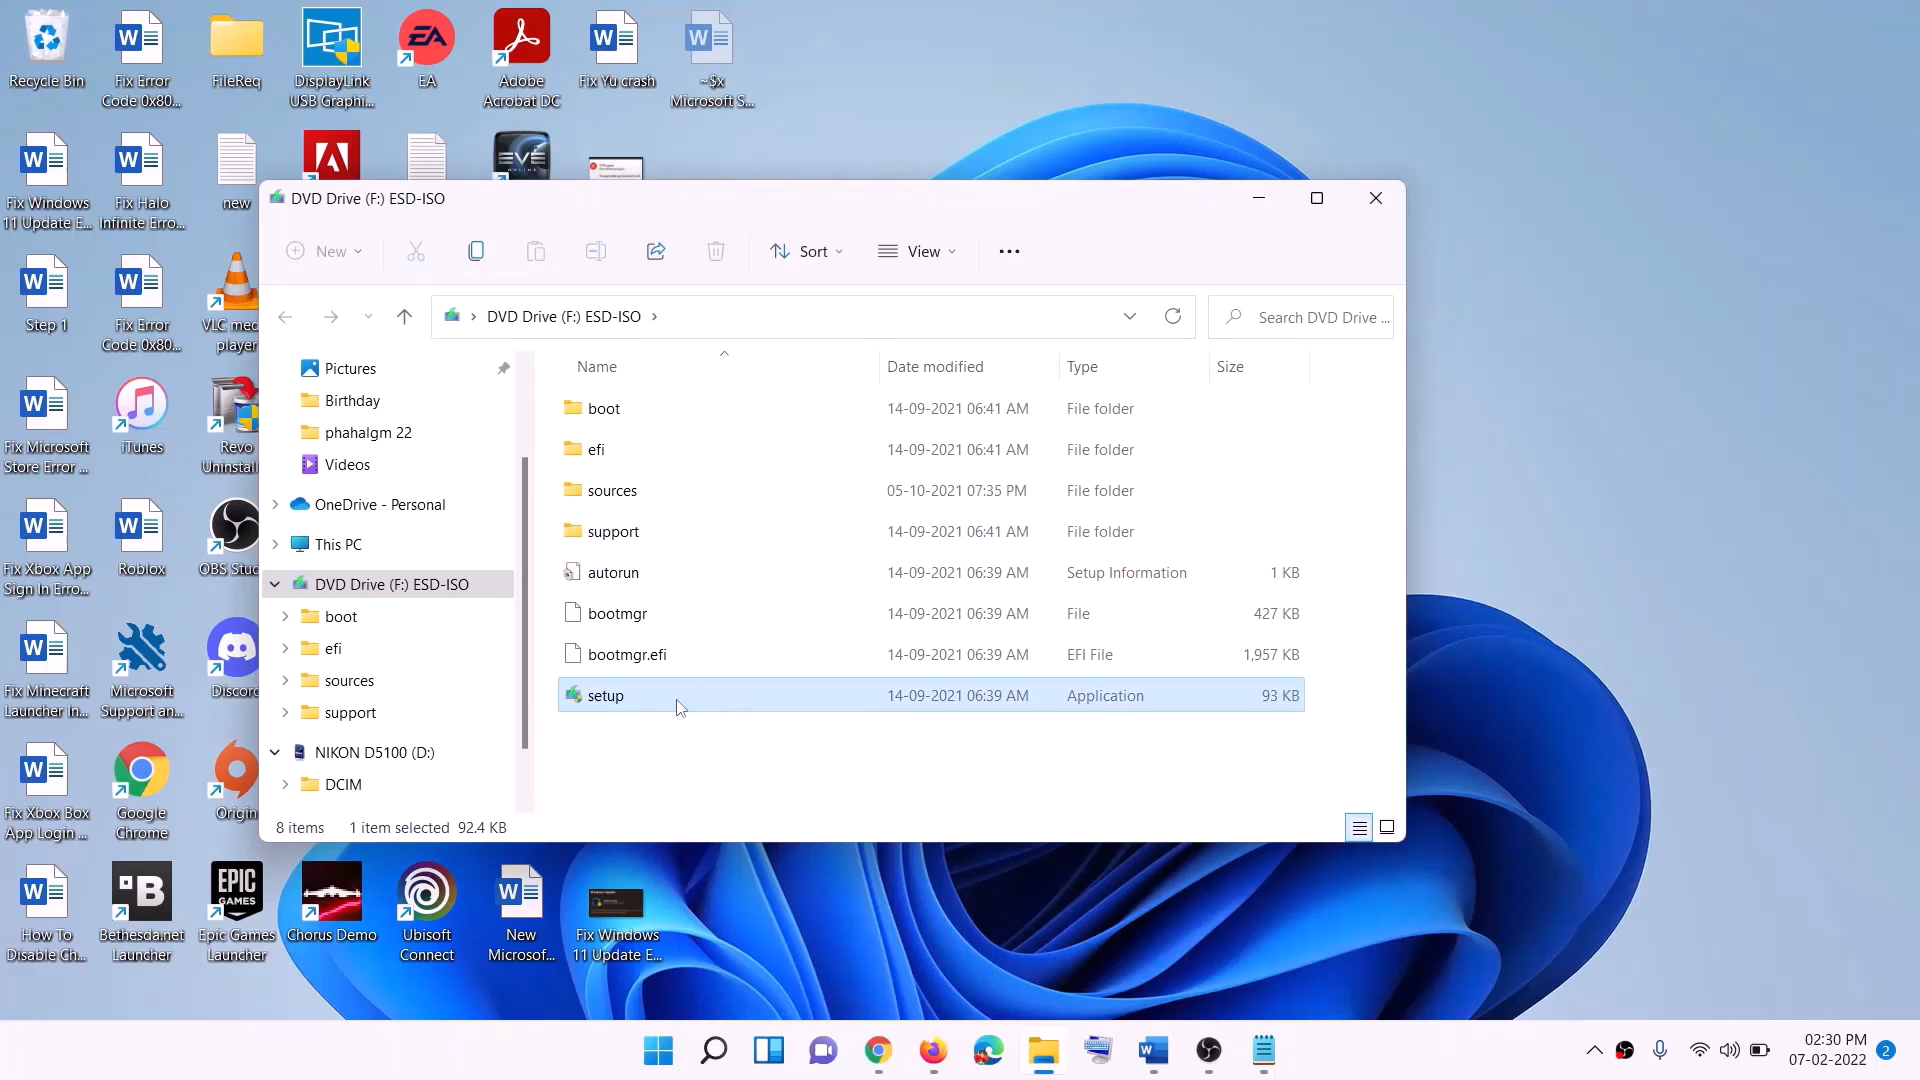 Recycle Bin
Fix Error
Code 0x80...
FileReq
DisplayLink
USB Graphi...
EA
EA
Adobe
Acrobat DC
Fix Yu crash
~$x
Microsoft S...
Fix Windows
11 Update E...
Fix Halo
Infinite Erro...
new
EVE
ONLINE
Step 1
Fix Error
Code 0x80...
VLC med
player
Fix Microsoft
Store Error ...
iTunes
Revo
Uninstall
Fix Xbox App
Sign In Erro...
Roblox
OBS Stud
Fix Minecraft
Launcher In...
Microsoft
Support an...
Discord
Fix Xbox Box
App Login ...
Google
Chrome
Origin
How To
Disable Ch...
Bethesda.net
Launcher
EPIC
GAMES
Epic Games
Launcher
Chorus Demo
Ubisoft
Connect
New
Microsof...
Fix Windows
11 Update E...
DVD Drive (F:) ESD-ISO
New
Sort
View
DVD Drive (F:) ESD-ISO
Search DVD Drive ...
Pictures
Birthday
phahalgm 22
Videos
OneDrive - Personal
This PC
DVD Drive (F:) ESD-ISO
boot
efi
sources
support
NIKON D5100 (D:)
DCIM
Name Date modified Type Size
boot 14-09-2021 06:41 AM File folder
efi 14-09-2021 06:41 AM File folder
sources 05-10-2021 07:35 PM File folder
support 14-09-2021 06:41 AM File folder
autorun 14-09-2021 06:39 AM Setup Information 1 KB
bootmgr 14-09-2021 06:39 AM File 427 KB
bootmgr.efi 14-09-2021 06:39 AM EFI File 1,957 KB
setup 14-09-2021 06:39 AM Application 93 KB
8 items 1 item selected 92.4 KB
02:30 PM
07-02-2022
2